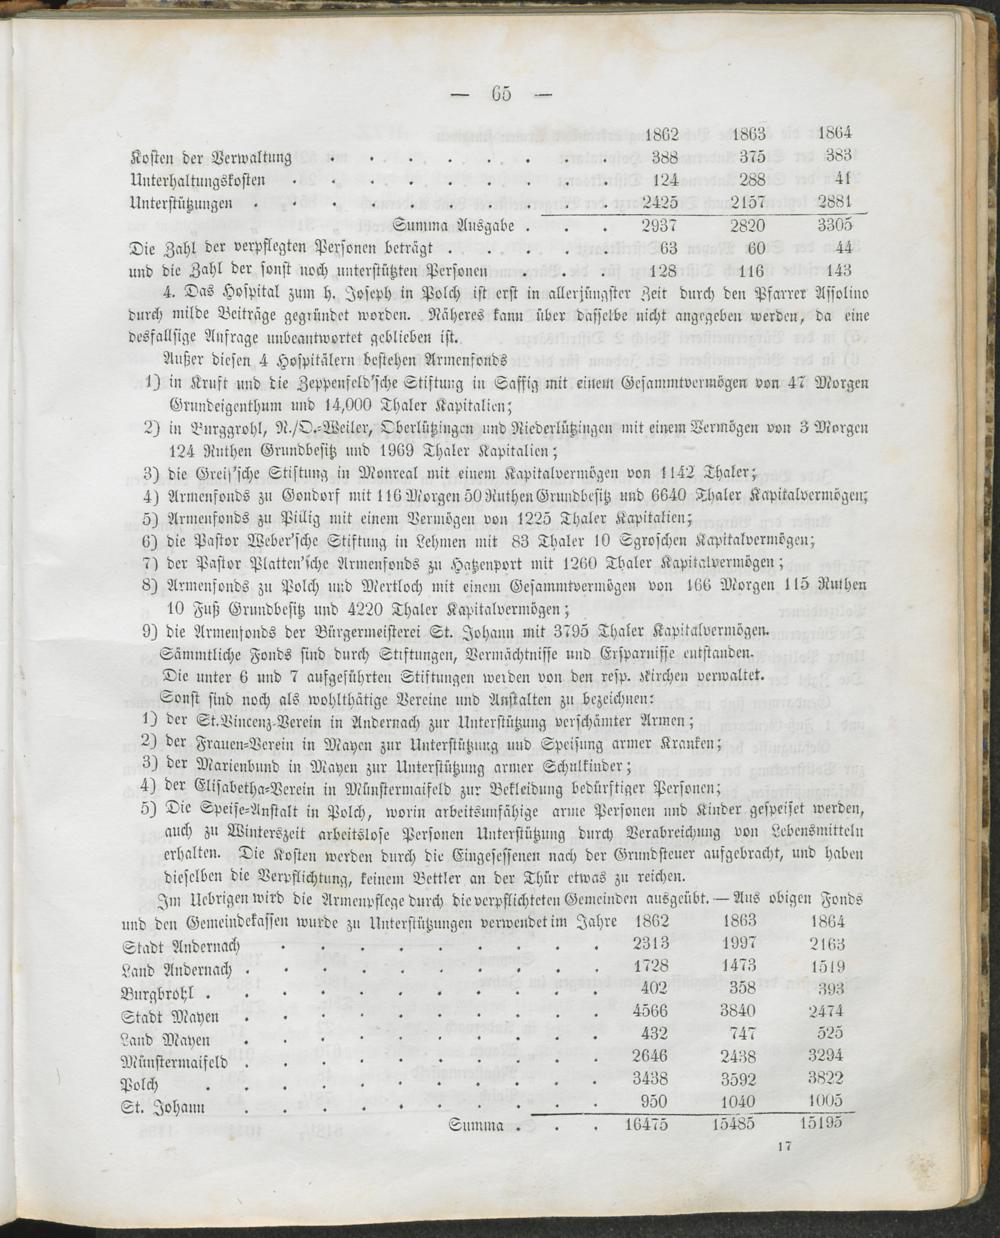 — 65 —
1862 1863 1864
Kosten der Verwaltung . . . . . . . . 388 375 383
Unterhaltungskosten . . . . . . . . . 124 288 41
Unterstützungen . . . . . . . . . . 2425 2157 2881
Summa Ausgabe . . . 2937 2820 3305
Die Zahl der verpflegten Personen beträgt . . . . . 63 60 44
und die Zahl der sonst noch unterstützten Personen . . . 128 116 143
4. Das Hospital zum h. Joseph in Polch ist erst in allerjüngster Zeit durch den Pfarrer Assolino
durch milde Beiträge gegründet worden. Näheres kann über dasselbe nicht angegeben werden, da eine
desfallsige Anfrage unbeantwortet geblieben ist.
Außer diesen 4 Hospitälern bestehen Armenfonds
1) in Kruft und die Zeppenfeld'sche Stiftung in Saffig mit einem Gesammtvermögen von 47 Morgen
Grundeigenthum und 14,000 Thaler Kapitalien;
2) in Burggrohl, N./O.-Weiler, Oberlützingen und Niederlützingen mit einem Vermögen von 3 Morgen
124 Ruthen Grundbesitz und 1969 Thaler Kapitalien;
3) die Greis'sche Stiftung in Monreal mit einem Kapitalvermögen von 1142 Thaler;
4) Armenfonds zu Gondorf mit 116 Morgen 50 Ruthen Grundbesitz und 6640 Thaler Kapitalvermögen;
5) Armenfonds zu Pillig mit einem Vermögen von 1225 Thaler Kapitalien;
6) die Pastor Weber'sche Stiftung in Lehmen mit 83 Thaler 10 Sgroschen Kapitalvermögen;
7) der Pastor Platten'sche Armenfonds zu Hatzenport mit 1260 Thaler Kapitalvermögen;
8) Armenfonds zu Polch und Mertloch mit einem Gesammtvermögen von 166 Morgen 115 Ruthen
10 Fuß Grundbesitz und 4220 Thaler Kapitalvermögen;
9) die Armenfonds der Bürgermeisterei St. Johann mit 3795 Thaler Kapitalvermögen.
Sämmtliche Fonds sind durch Stiftungen, Vermächtnisse und Ersparnisse entstanden.
Die unter 6 und 7 aufgeführten Stiftungen werden von den resp. Kirchen verwaltet.
Sonst sind noch als wohlthätige Vereine und Anstalten zu bezeichnen:
1) der St.Vincenz-Verein in Andernach zur Unterstützung verschämter Armen;
2) der Frauen-Verein in Mayen zur Unterstützung und Speisung armer Kranken;
3) der Marienbund in Mayen zur Unterstützung armer Schulkinder;
4) der Elisabetha-Verein in Münstermaifeld zur Bekleidung bedürftiger Personen;
5) Die Speise-Anstalt in Polch, worin arbeitsunfähige arme Personen und Kinder gespeiset werden,
auch zu Winterszeit arbeitslose Personen Unterstützung durch Verabreichung von Lebensmitteln
erhalten. Die Kosten werden durch die Eingesessenen nach der Grundsteuer aufgebracht, und haben
dieselben die Verpflichtung, keinem Bettler an der Thür etwas zu reichen.
Im Uebrigen wird die Armenpflege durch die verpflichteten Gemeinden ausgeübt. — Aus obigen Fonds
und den Gemeindekassen wurde zu Unterstützungen verwendet im Jahre 1862 1863 1864
Stadt Andernach . . . . . . . . . 2313 1997 2163
Land Andernach . . . . . . . . . . 1728 1473 1519
Burgbrohl . . . . . . . . . . . 402 358 393
Stadt Mayen . . . . . . . . . . 4566 3840 2474
Land Mayen . . . . . . . . . . 432 747 525
Münstermaifeld . . . . . . . . . . 2646 2438 3294
Polch . . . . . . . . . . . 3438 3592 3822
St. Johann . . . . . . . . . . 950 1040 1005
Summa . . . 16475 15485 15195
17